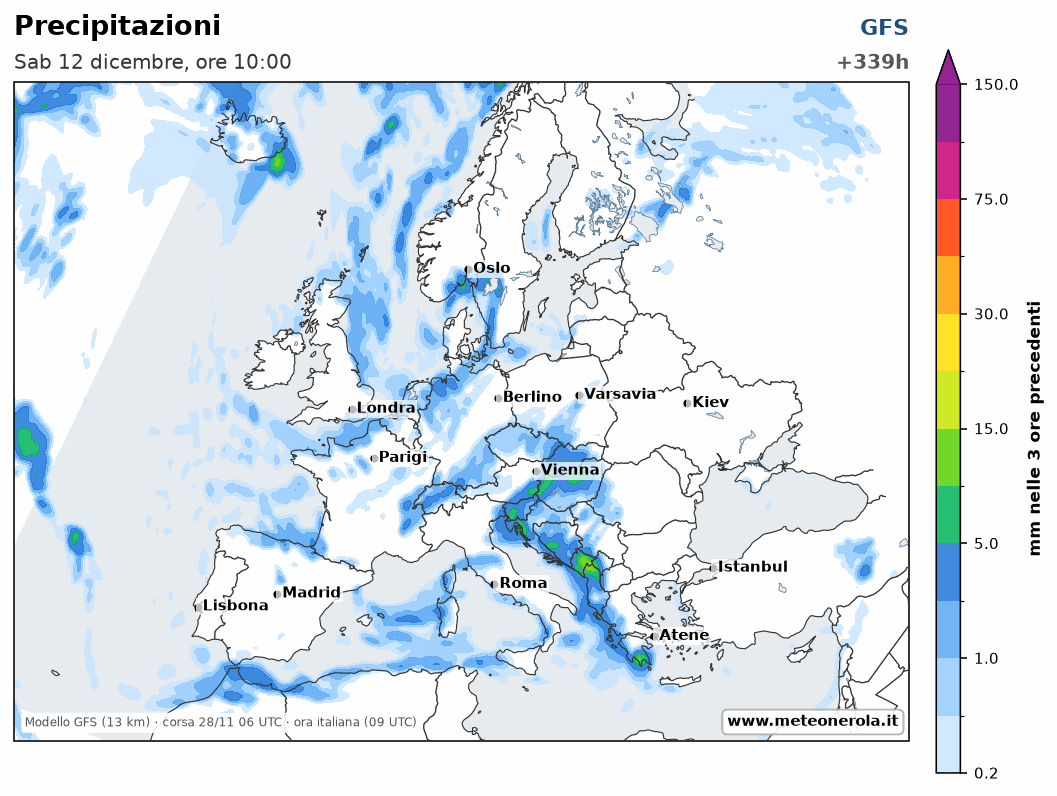 Precipitazioni
GFS
Sab 12 dicembre, ore 10:00
+339h
150.0
75.0
30.0
15.0
5.0
1.0
0.2
mm nelle 3 ore precedenti
Oslo
Berlino
Varsavia
Kiev
Londra
Parigi
Vienna
Istanbul
Roma
Madrid
Lisbona
Atene
Modello GFS (13 km) · corsa 28/11 06 UTC · ora italiana (09 UTC)
www.meteonerola.it